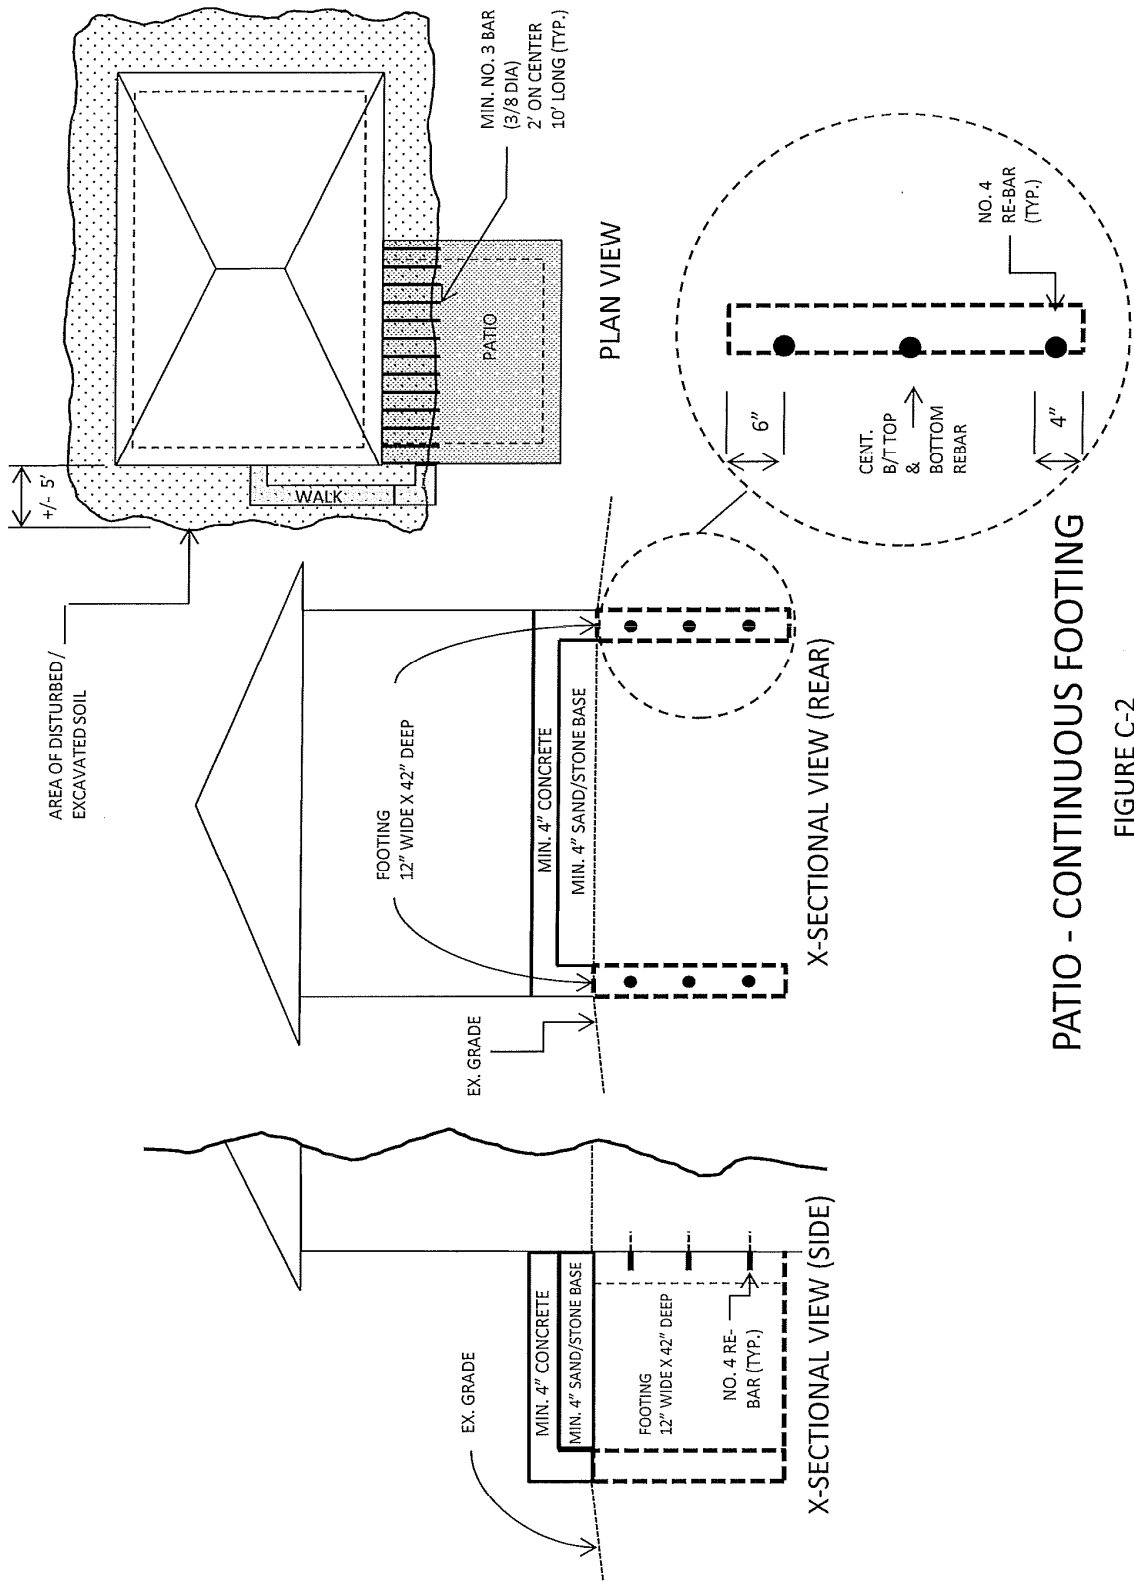 AREA OF DISTURBED /
EXCAVATED SOIL
+/- 5'
WALK
PATIO
MIN. NO. 3 BAR
(3/8 DIA)
2' ON CENTER
10' LONG (TYP.)
PLAN VIEW
EX. GRADE
MIN. 4" CONCRETE
MIN. 4" SAND/STONE BASE
FOOTING
12" WIDE X 42" DEEP
NO. 4 RE-
BAR (TYP.)
X-SECTIONAL VIEW (SIDE)
EX. GRADE
FOOTING
12" WIDE X 42" DEEP
MIN. 4" CONCRETE
MIN. 4" SAND/STONE BASE
X-SECTIONAL VIEW (REAR)
6"
CENT.
B/T TOP
&
BOTTOM
REBAR
4"
NO. 4
RE-BAR
(TYP.)
PATIO - CONTINUOUS FOOTING
FIGURE C-2